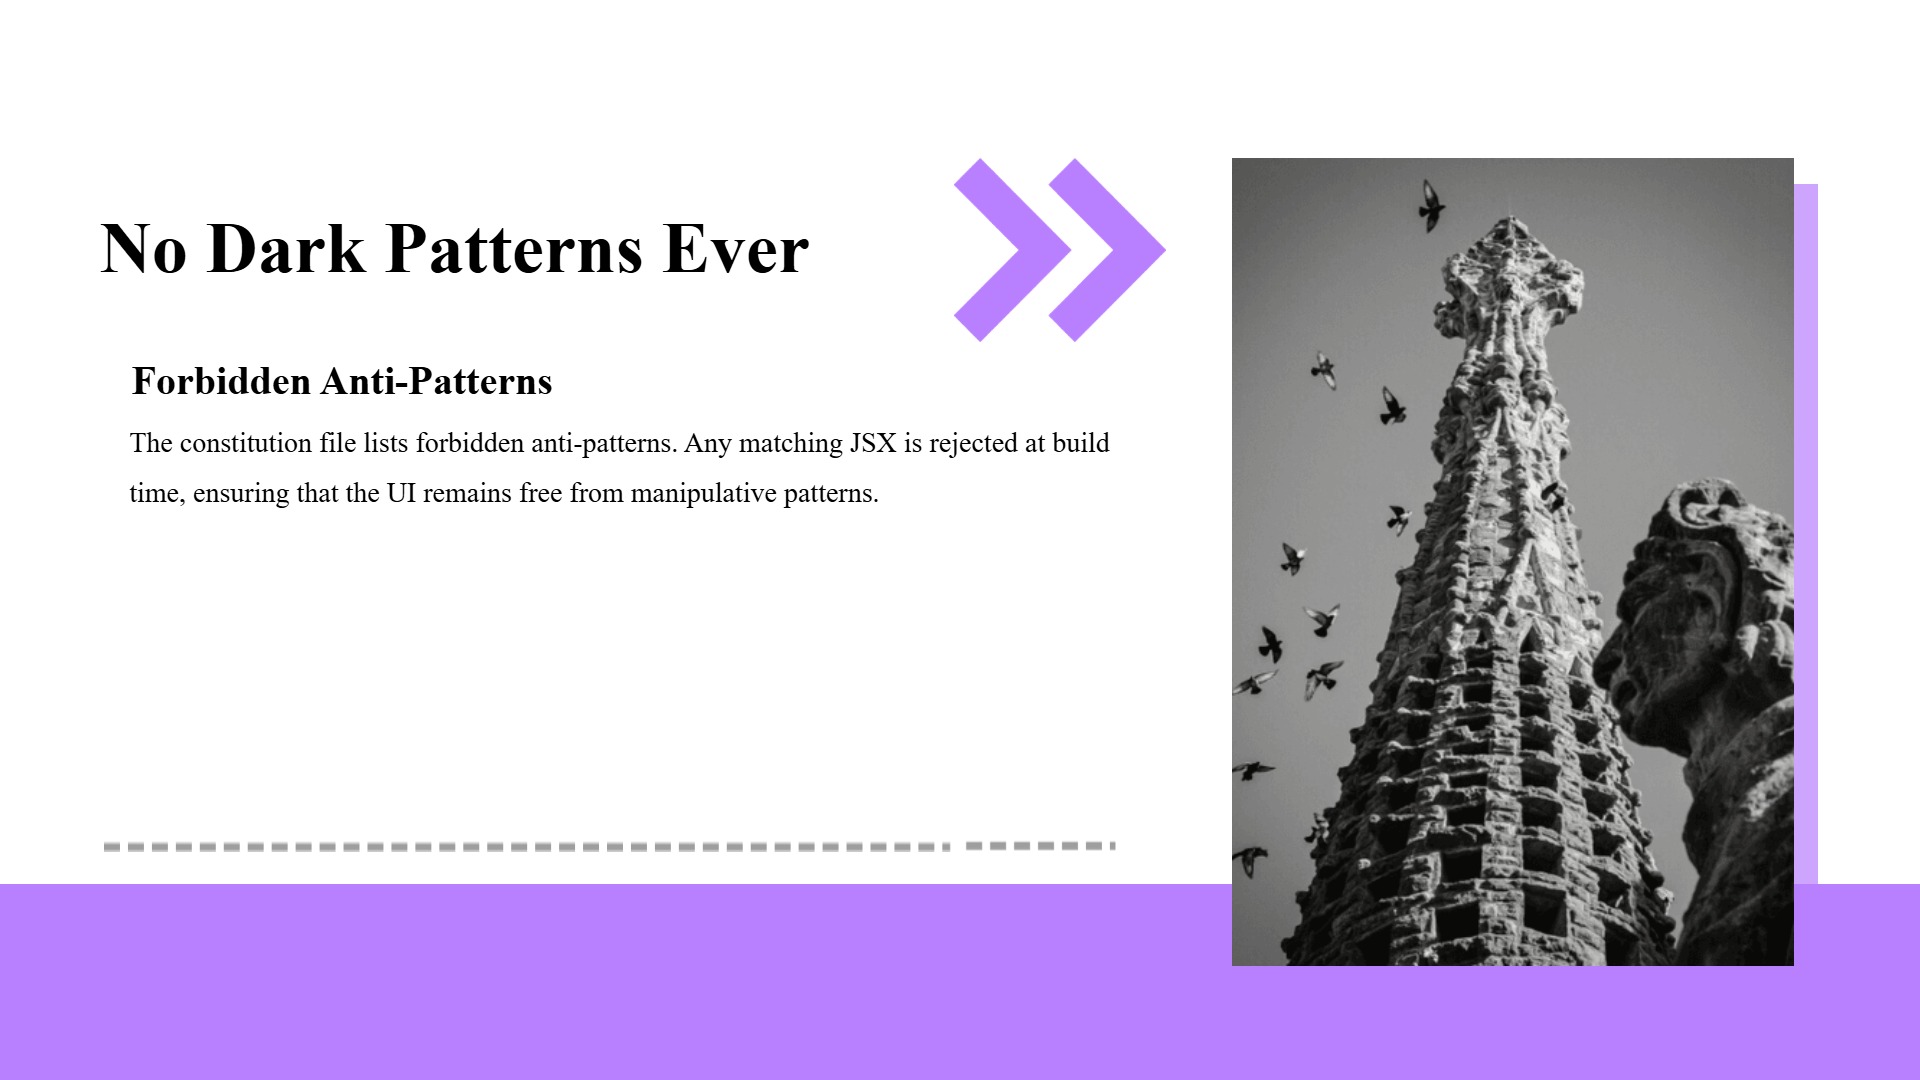 No Dark Patterns Ever
Forbidden Anti-Patterns
The constitution file lists forbidden anti-patterns. Any matching JSX is rejected at build
time, ensuring that the UI remains free from manipulative patterns.